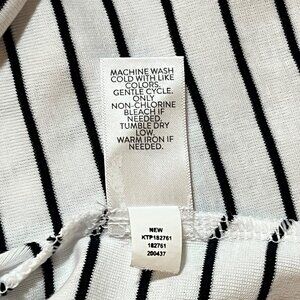 MACHINE WASH
COLD WITH LIKE
COLORS.
GENTLE CYCLE.
ONLY
NON-CHLORINE
BLEACH IF
NEEDED.
TUMBLE DRY
LOW.
WARM IRON IF
NEEDED.
NEW
KTP182761
182761
200437